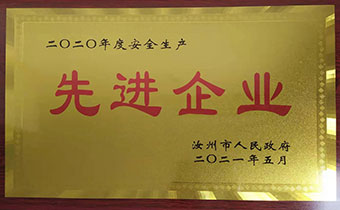 二〇二〇年度安全生产
先进企业
汝州市人民政府
二〇二一年五月